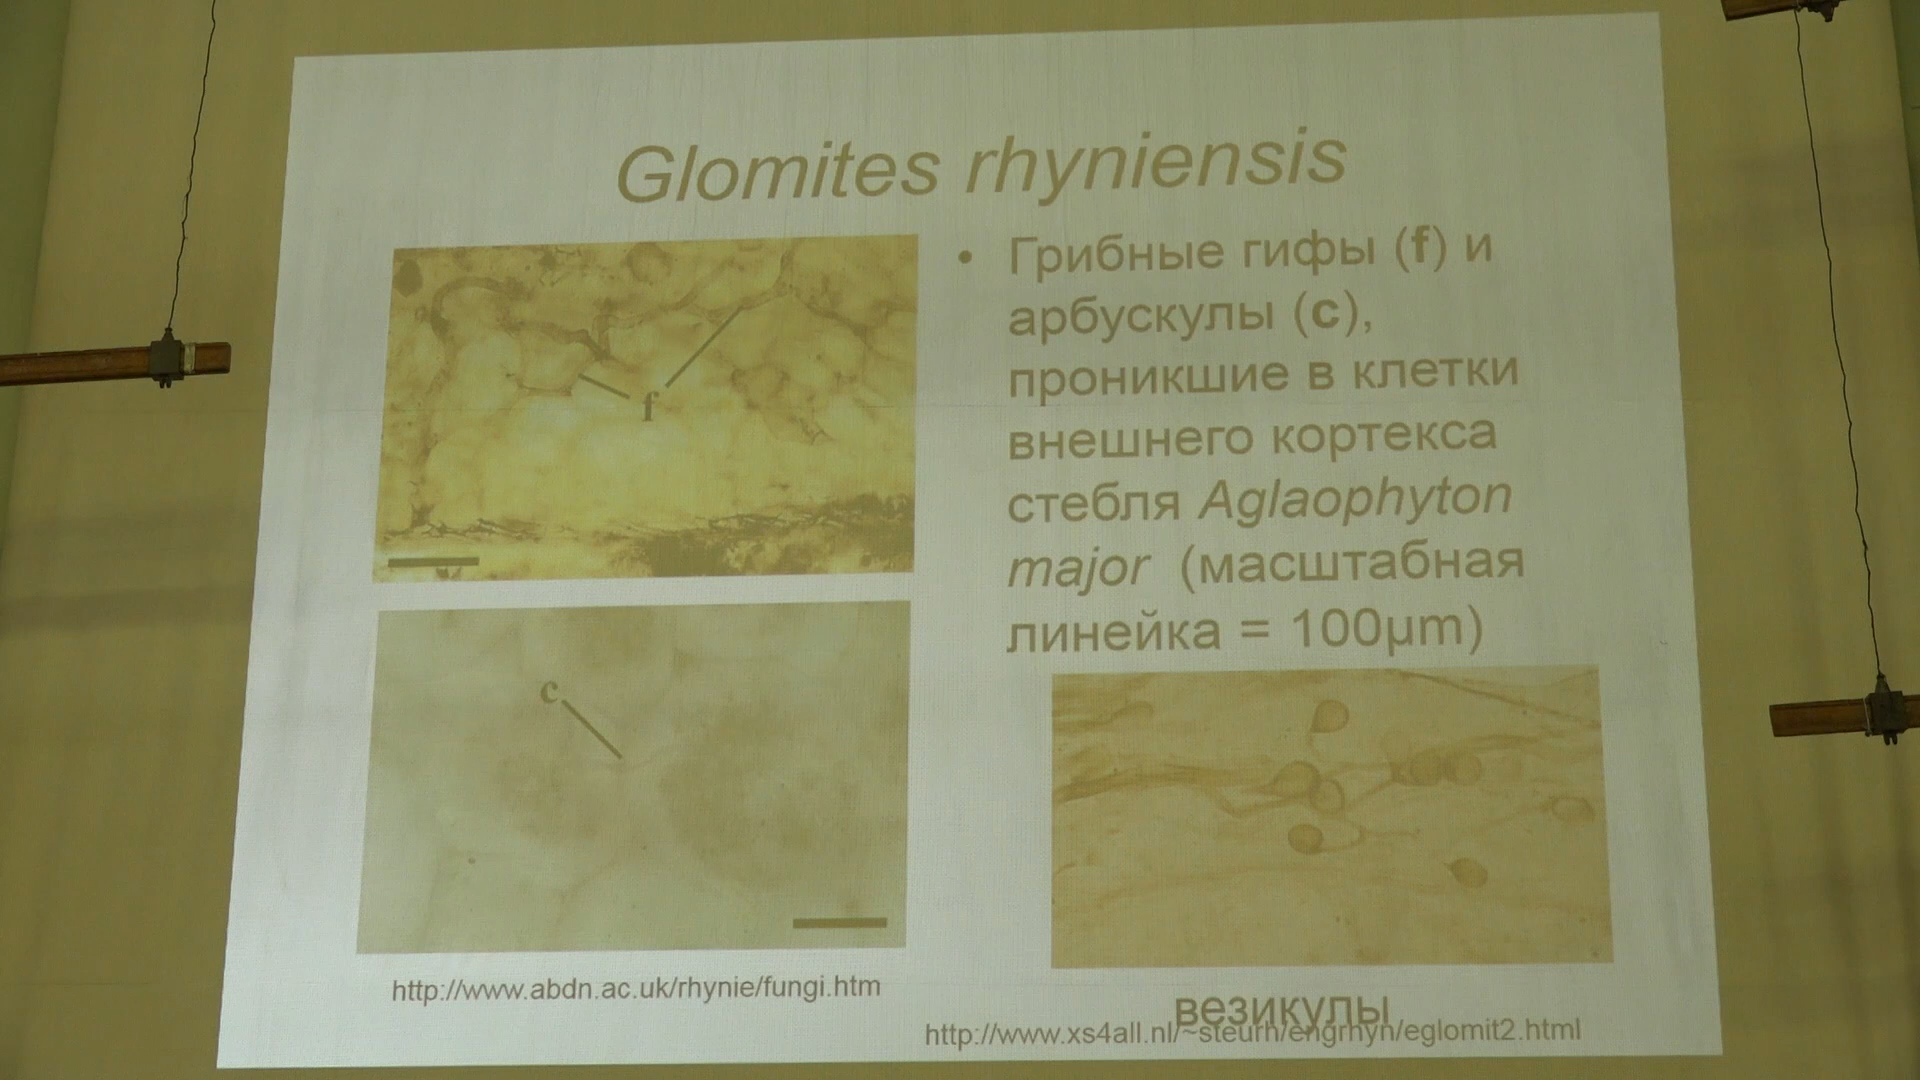 Glomites rhyniensis
• Грибные гифы (f) и
арбускулы (c),
проникшие в клетки
внешнего кортекса
стебля Aglaophyton
major (масштабная
линейка = 100µm)
f
c
http://www.abdn.ac.uk/rhynie/fungi.htm
везикулы
http://www.xs4all.nl/~steurh/engrhyn/eglomit2.html